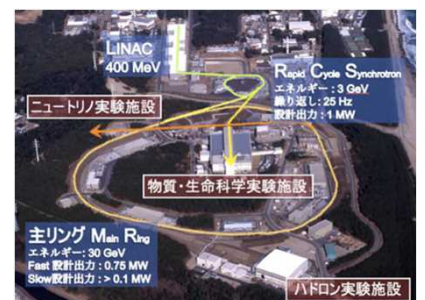 LINAC
400 MeV
Rapid Cycle Synchrotron
エネルギー : 3 GeV
繰り返し: 25 Hz
設計出力 : 1 MW
ニュートリノ実験施設
物質・生命科学実験施設
主リング Main Ring
エネルギー: 30 GeV
Fast 設計出力 : 0.75 MW
Slow設計出力 : > 0.1 MW
ハドロン実験施設